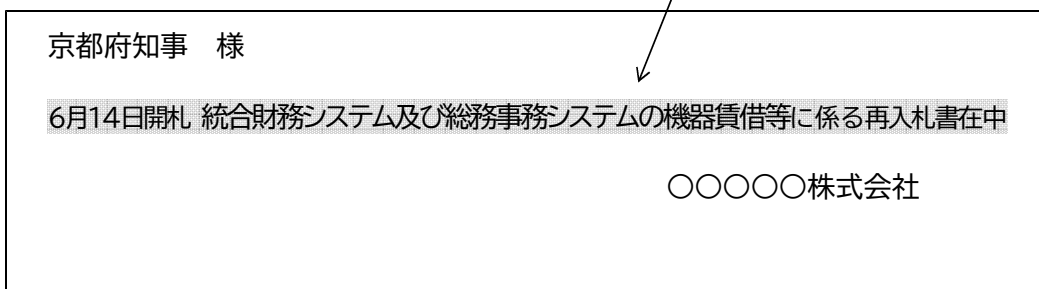 京都府知事　様
6月14日開札 統合財務システム及び総務事務システムの機器賃借等に係る再入札書在中
○○○○○株式会社